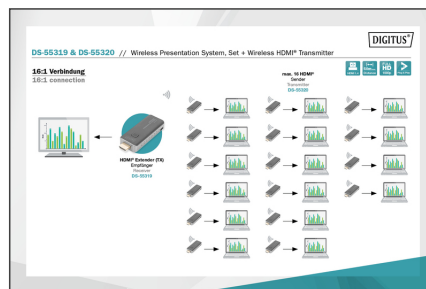 DIGITUS®
DS-55319 & DS-55320 // Wireless Presentation System, Set + Wireless HDMI® Transmitter
16:1 Verbindung
16:1 connection
max. 16 HDMI®
Sender
Transmitter
DS-55320
HD
HDMI® Extender (TX)
Empfänger
Receiver
DS-55319